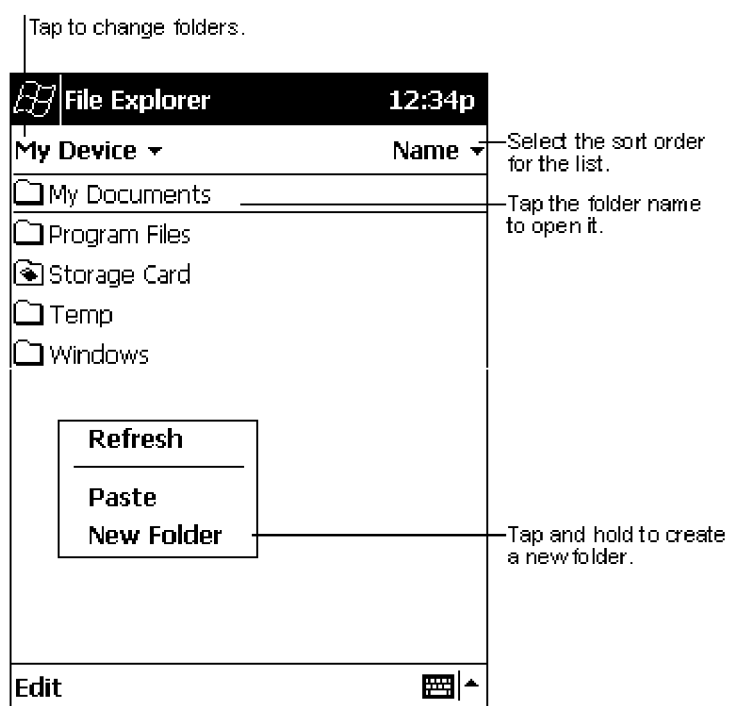 Tap to change folders.
File Explorer 12:34p
My Device Name
Select the sort order
for the list.
My Documents
Tap the folder name
to open it.
Program Files
Storage Card
Temp
Windows
Refresh
Paste
New Folder
Tap and hold to create
a new folder.
Edit